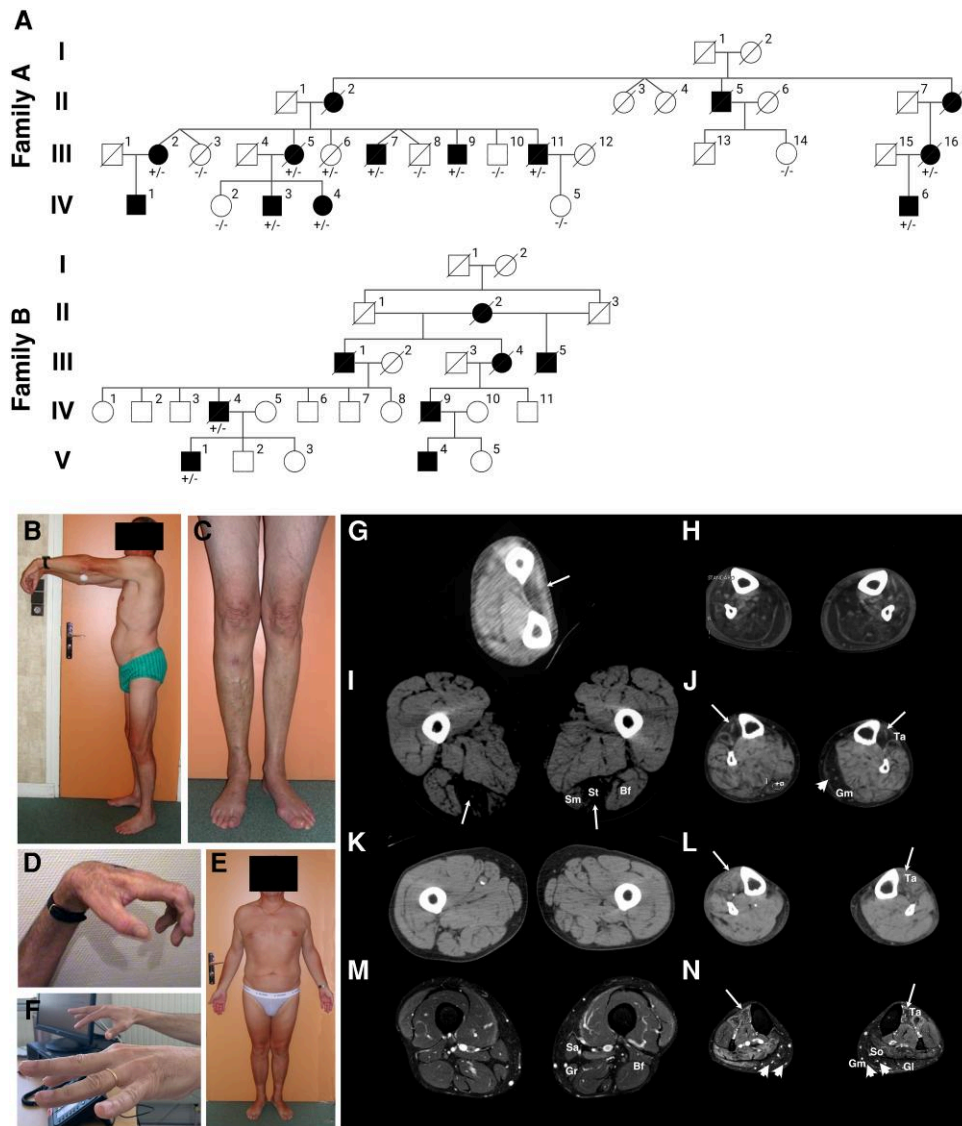 A
Family A
I
1 2
II
1 2 3 4 5 6 7
III
1 2 3 4 5 6 7 8 9 10 11 12 13 14 15 16
+/- -/- +/- +/- +/- -/- +/- -/- +/- -/- +/-
IV
1 2 3 4 5 6
-/- +/- +/- -/- +/-
Family B
I
1 2
II
1 2 3
III
1 2 3 4 5
IV
1 2 3 4 5 6 7 8 9 10 11
+/-
V
1 2 3 4 5
+/-
B C G H
I J
Ta
Sm St Bf Gm
K L
Ta
D E
M N
Ta
F
Sa
Gr Bf
So
Gm Gl